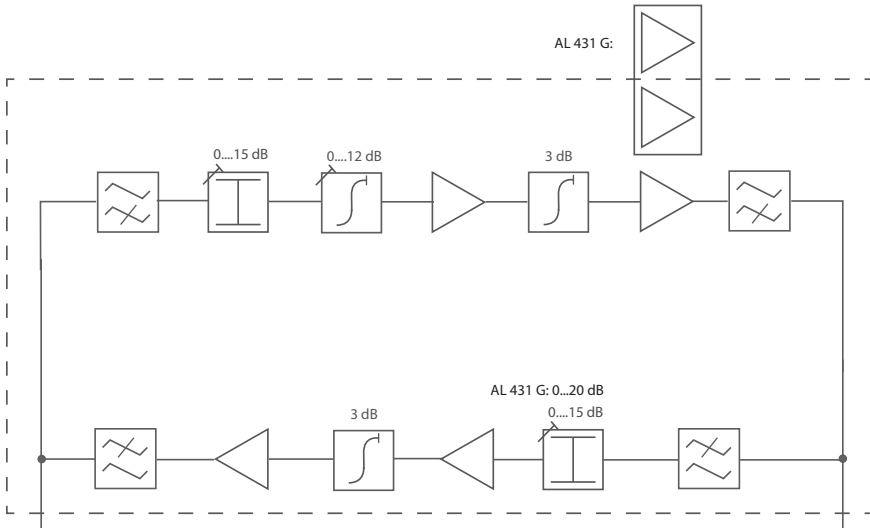 AL 431 G:
0....15 dB
0....12 dB
3 dB
AL 431 G: 0...20 dB
3 dB
0....15 dB